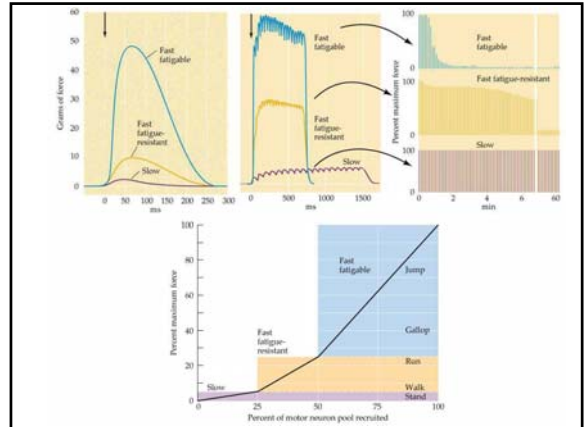 60
50
40
30
20
10
0
Grams of force
Fast
fatigable
Fast
fatigue-
resistant
Slow
0 50 100 150 200 250 300
ms
Fast
fatigue-
resistant
Slow
0 500 1000 1500
ms
Percent maximum force
100
0
100
0
100
0
Fast
fatigable
Fast fatigue-resistant
Slow
0 2 4 6 60
min
Percent maximum force
100
80
60
40
20
0
Fast
fatigable
Jump
Gallop
Fast
fatigue-
resistant
Run
Walk
Slow
Stand
0 25 50 75 100
Percent of motor neuron pool recruited